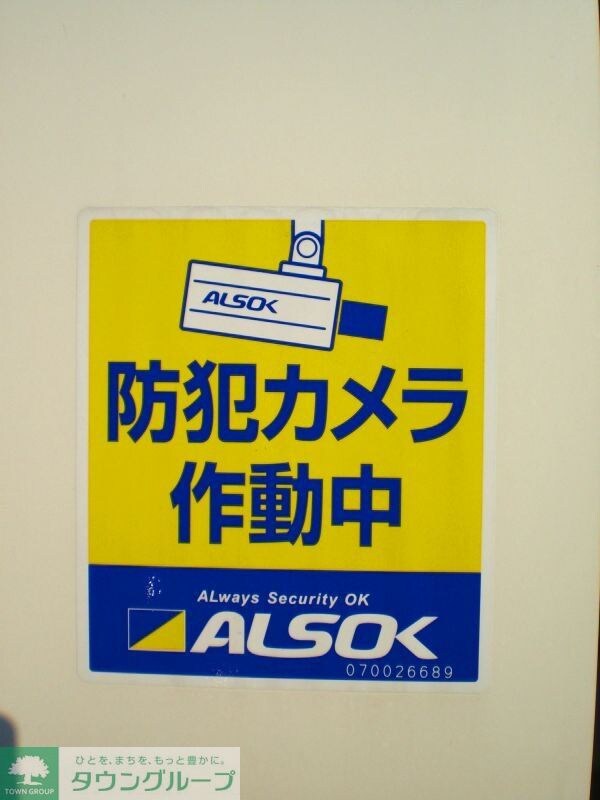 ALSOK
防犯カメラ
作動中
ALways Security OK
ALSOK
070026689
ひとを、まちを、もっと豊かに。
タウングループ
TOWN GROUP